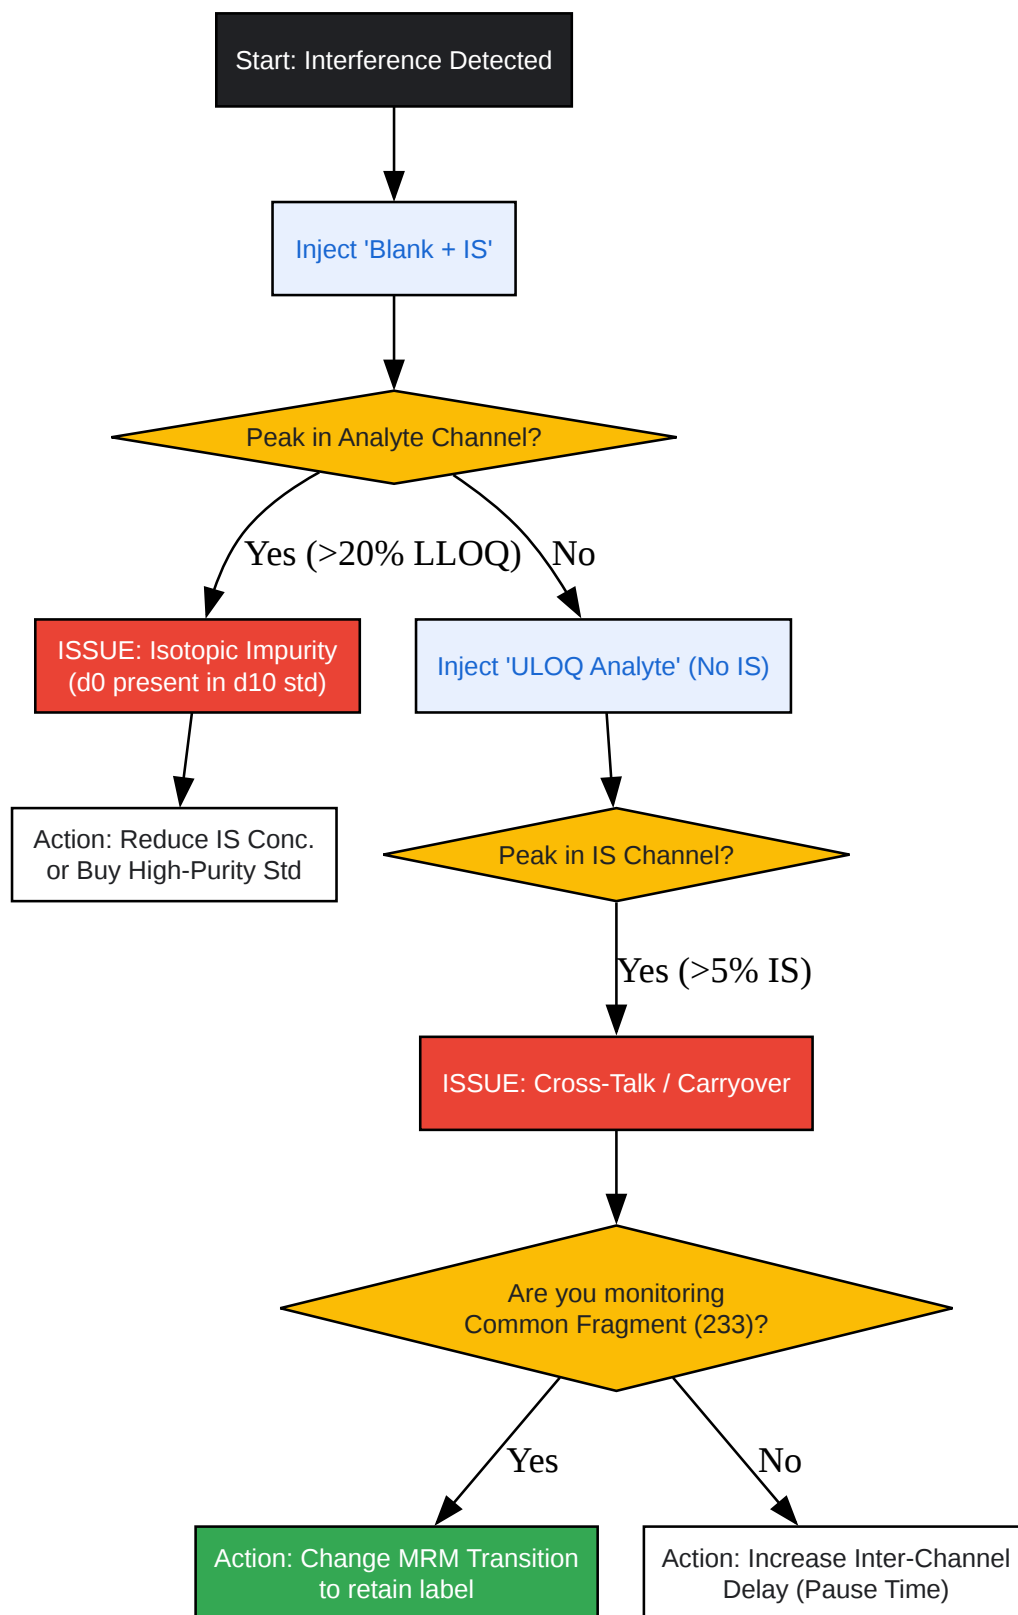 Start: Interference Detected
Inject 'Blank + IS'
Peak in Analyte Channel?
Yes (>20% LLOQ)
No
ISSUE: Isotopic Impurity
(d0 present in d10 std)
Inject 'ULOQ Analyte' (No IS)
Action: Reduce IS Conc.
or Buy High-Purity Std
Peak in IS Channel?
Yes (>5% IS)
ISSUE: Cross-Talk / Carryover
Are you monitoring
Common Fragment (233)?
Yes
No
Action: Change MRM Transition
to retain label
Action: Increase Inter-Channel
Delay (Pause Time)